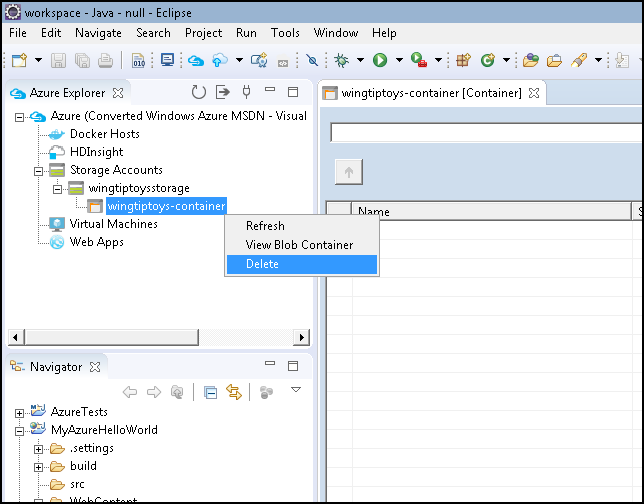 workspace - Java - null - Eclipse
File Edit Navigate Search Project Run Tools Window Help
Azure Explorer
wingtiptoys-container [Container]
Azure (Converted Windows Azure MSDN - Visual
Docker Hosts
HDInsight
Storage Accounts
wingtiptoysstorage
wingtiptoys-container
Name
S
Refresh
Virtual Machines
View Blob Container
Web Apps
Delete
Navigator
AzureTests
MyAzureHelloWorld
.settings
build
src
WebContent